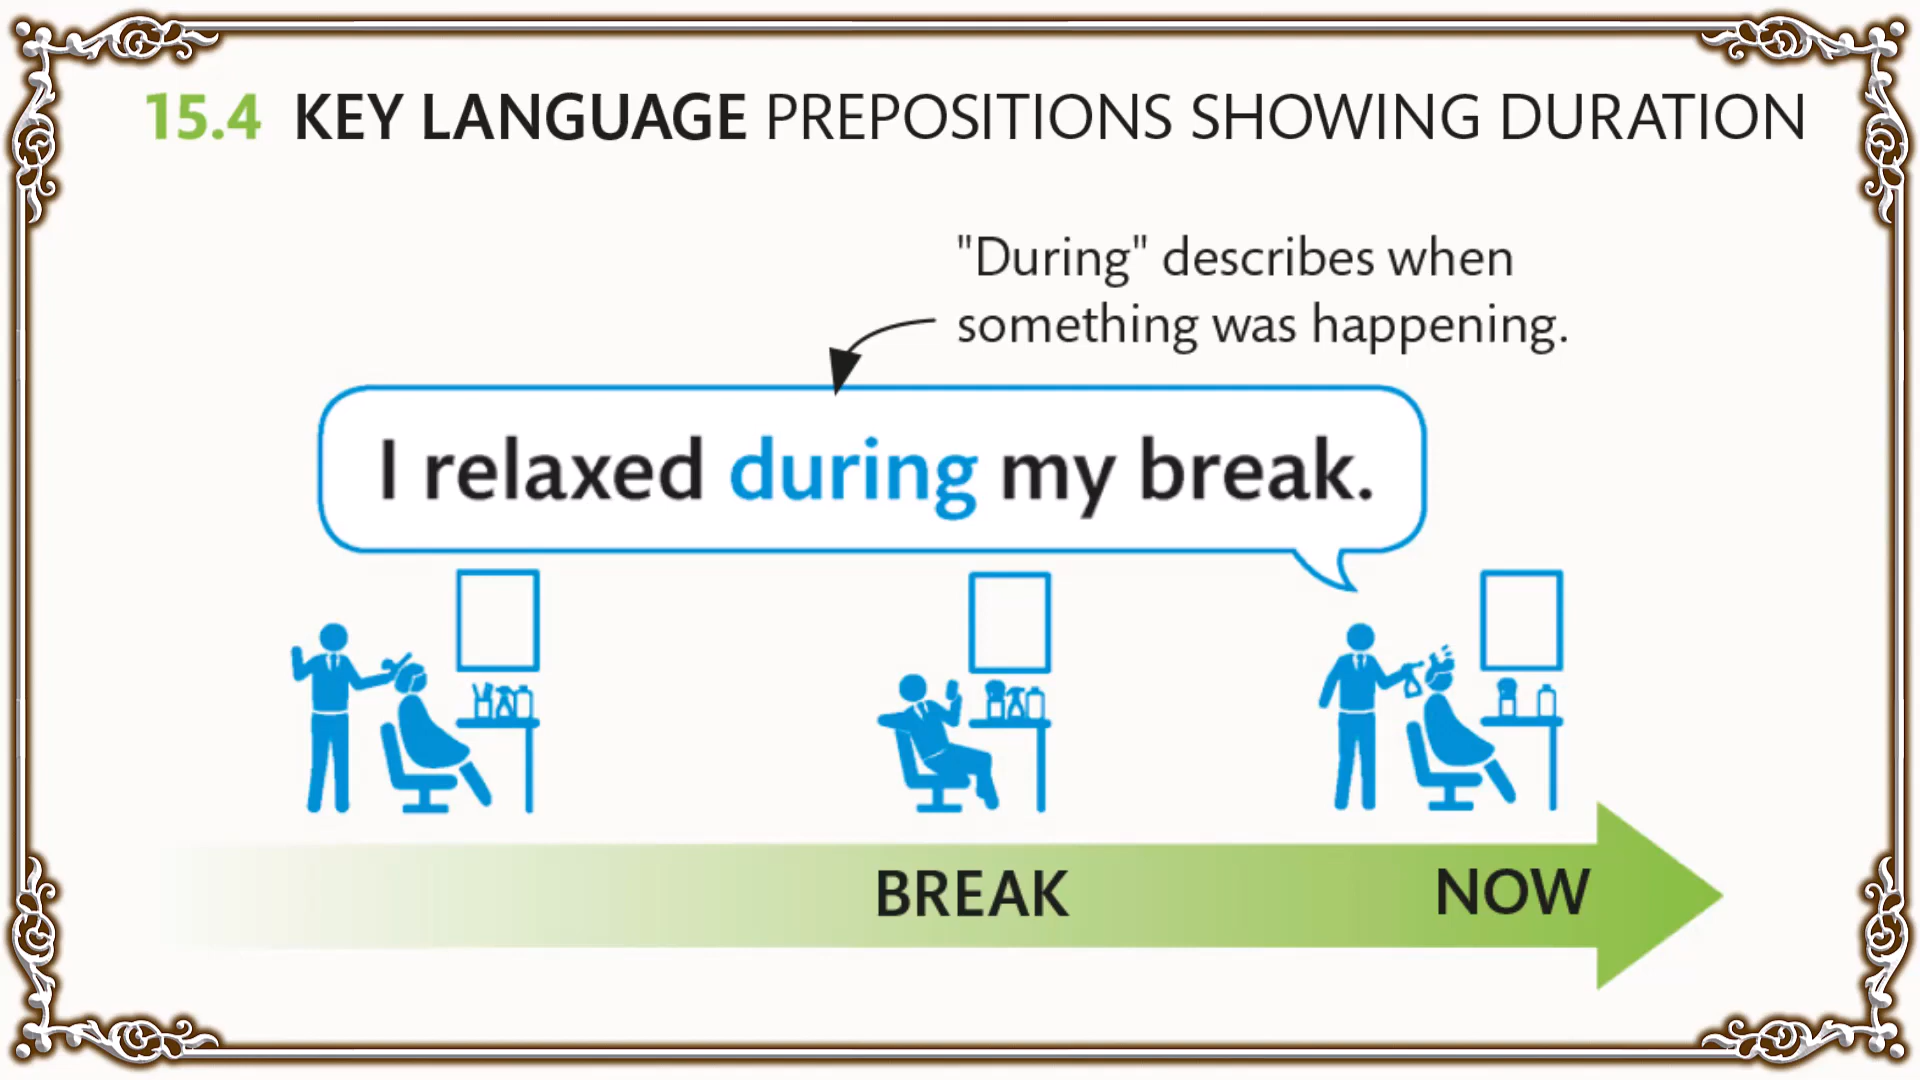 15.4 KEY LANGUAGE PREPOSITIONS SHOWING DURATION
"During" describes when
something was happening.
I relaxed during my break.
BREAK
NOW